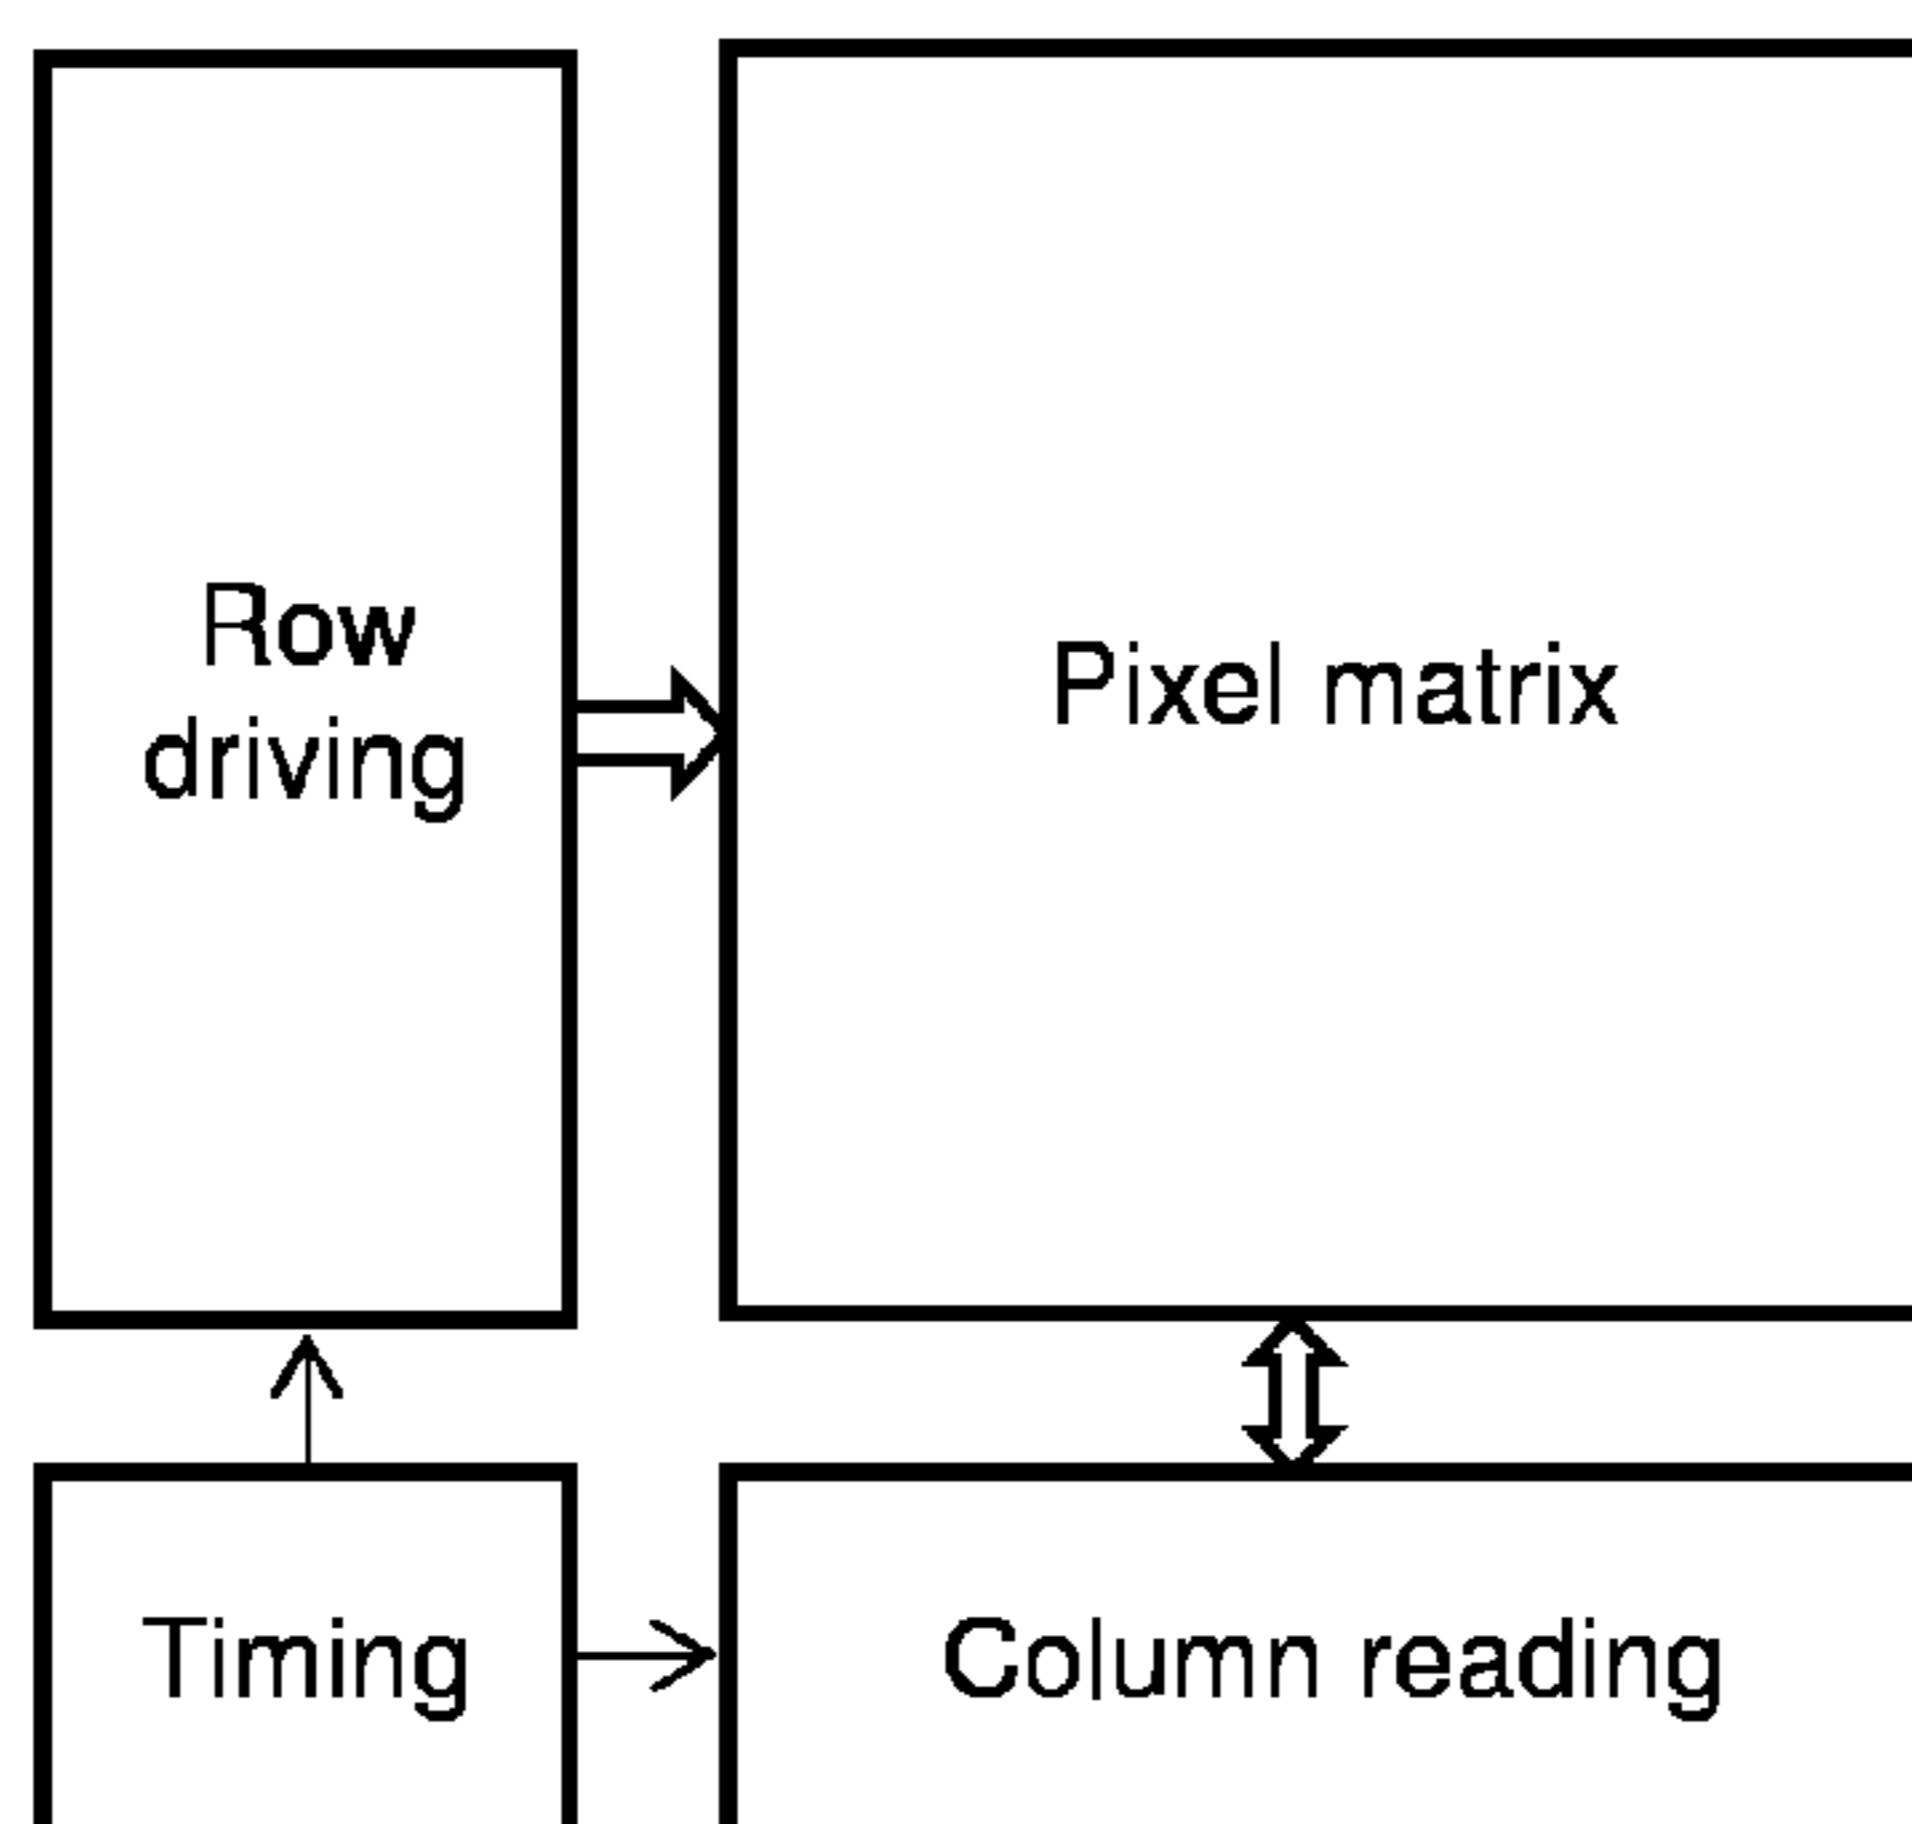 Row
driving
Pixel matrix
Timing
Column reading